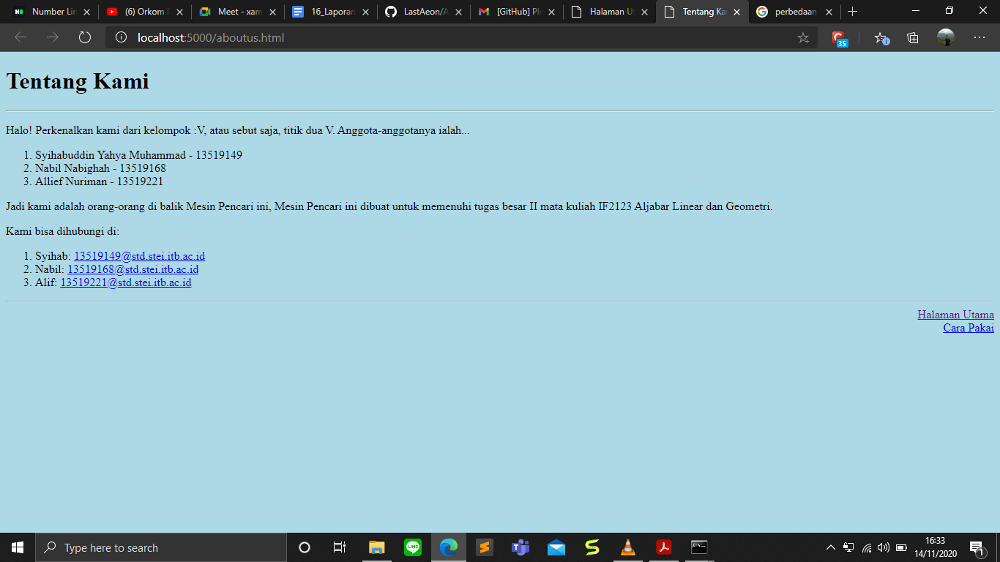 Number Lin
(6) Orkom
Meet - xam
16_Laporan
LastAeon/A
[GitHub] Ple
Halaman Ut
Tentang Ka
perbedaan
localhost:5000/aboutus.html
35
Tentang Kami
Halo! Perkenalkan kami dari kelompok :V, atau sebut saja, titik dua V. Anggota-anggotanya ialah...
1. Syihabuddin Yahya Muhammad - 13519149
2. Nabil Nabighah - 13519168
3. Allief Nuriman - 13519221
Jadi kami adalah orang-orang di balik Mesin Pencari ini, Mesin Pencari ini dibuat untuk memenuhi tugas besar II mata kuliah IF2123 Aljabar Linear dan Geometri.
Kami bisa dihubungi di:
1. Syihab: 13519149@std.stei.itb.ac.id
2. Nabil: 13519168@std.stei.itb.ac.id
3. Alif: 13519221@std.stei.itb.ac.id
Halaman Utama
Cara Pakai
Type here to search
LINE
16:33
14/11/2020
1